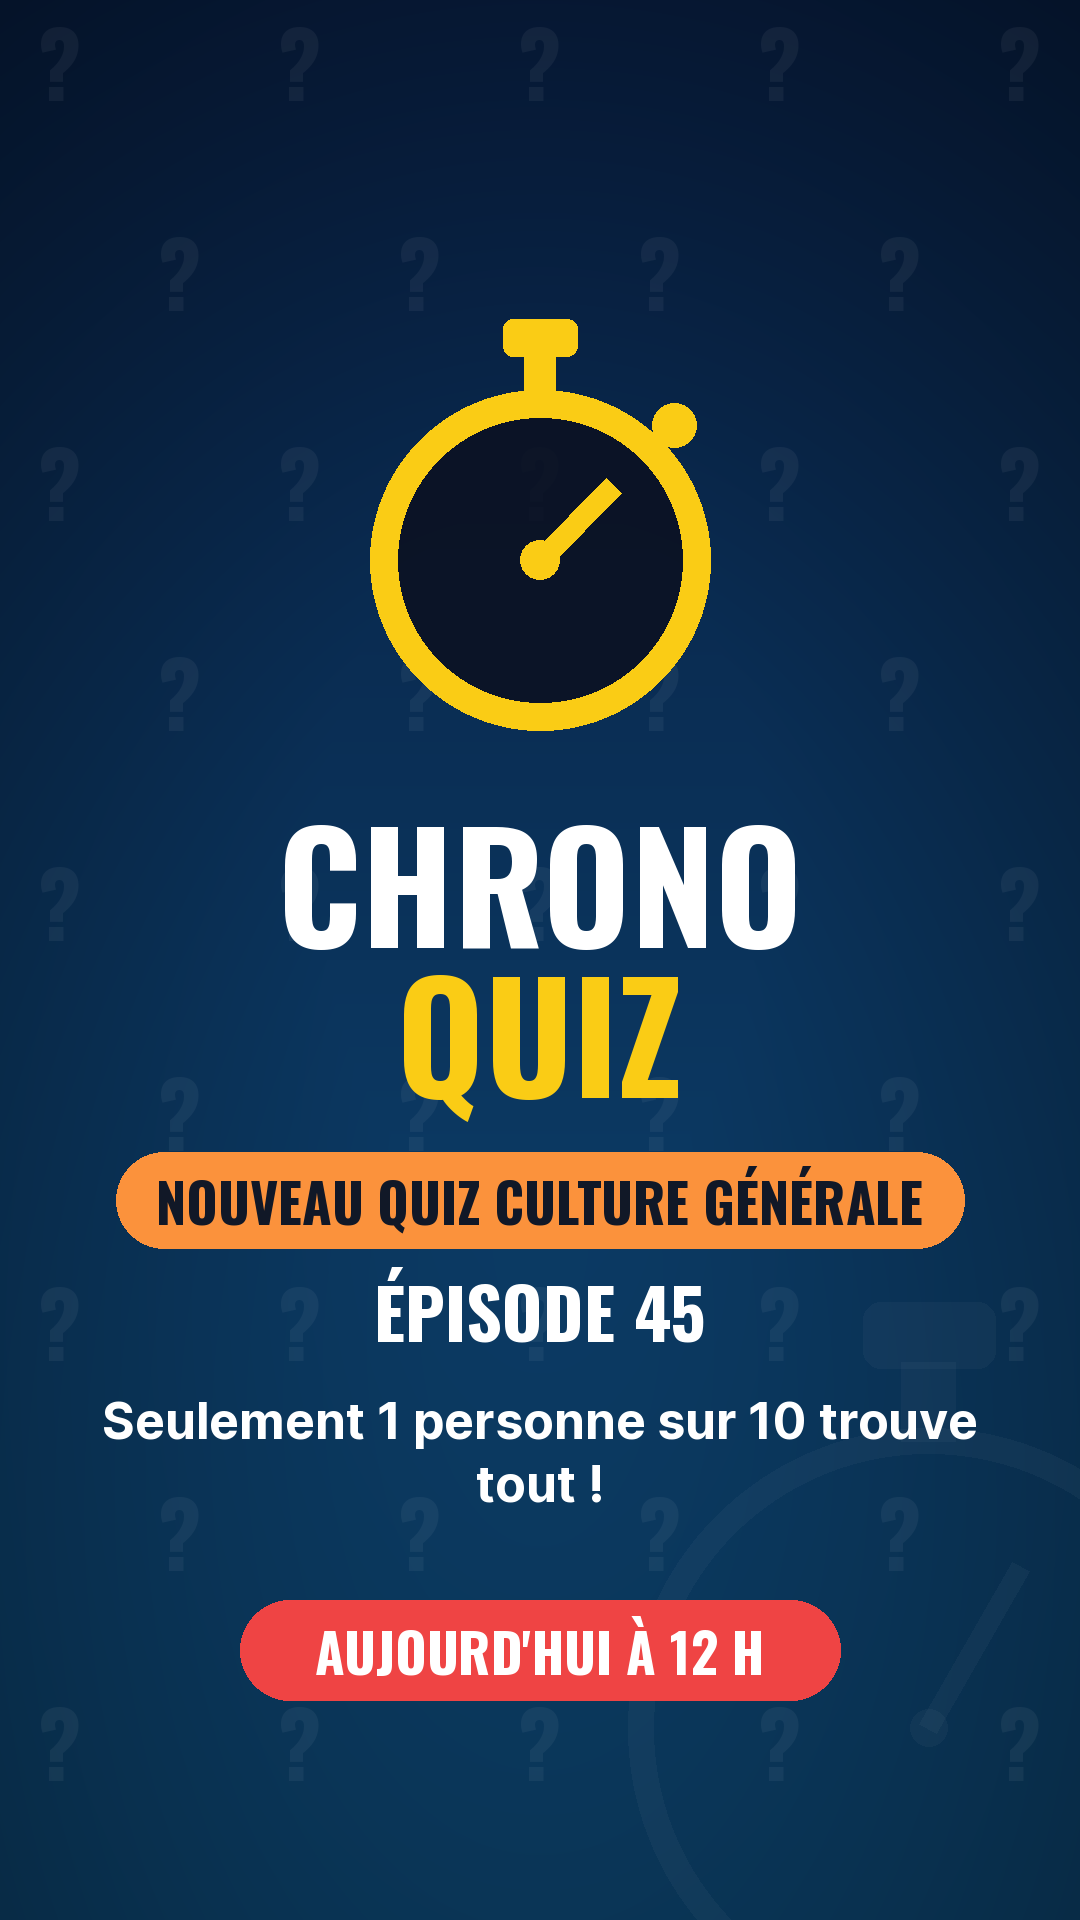 CHRONO
QUIZ
NOUVEAU QUIZ CULTURE GÉNÉRALE
ÉPISODE 45
Seulement 1 personne sur 10 trouve
tout !
AUJOURD'HUI À 12 H